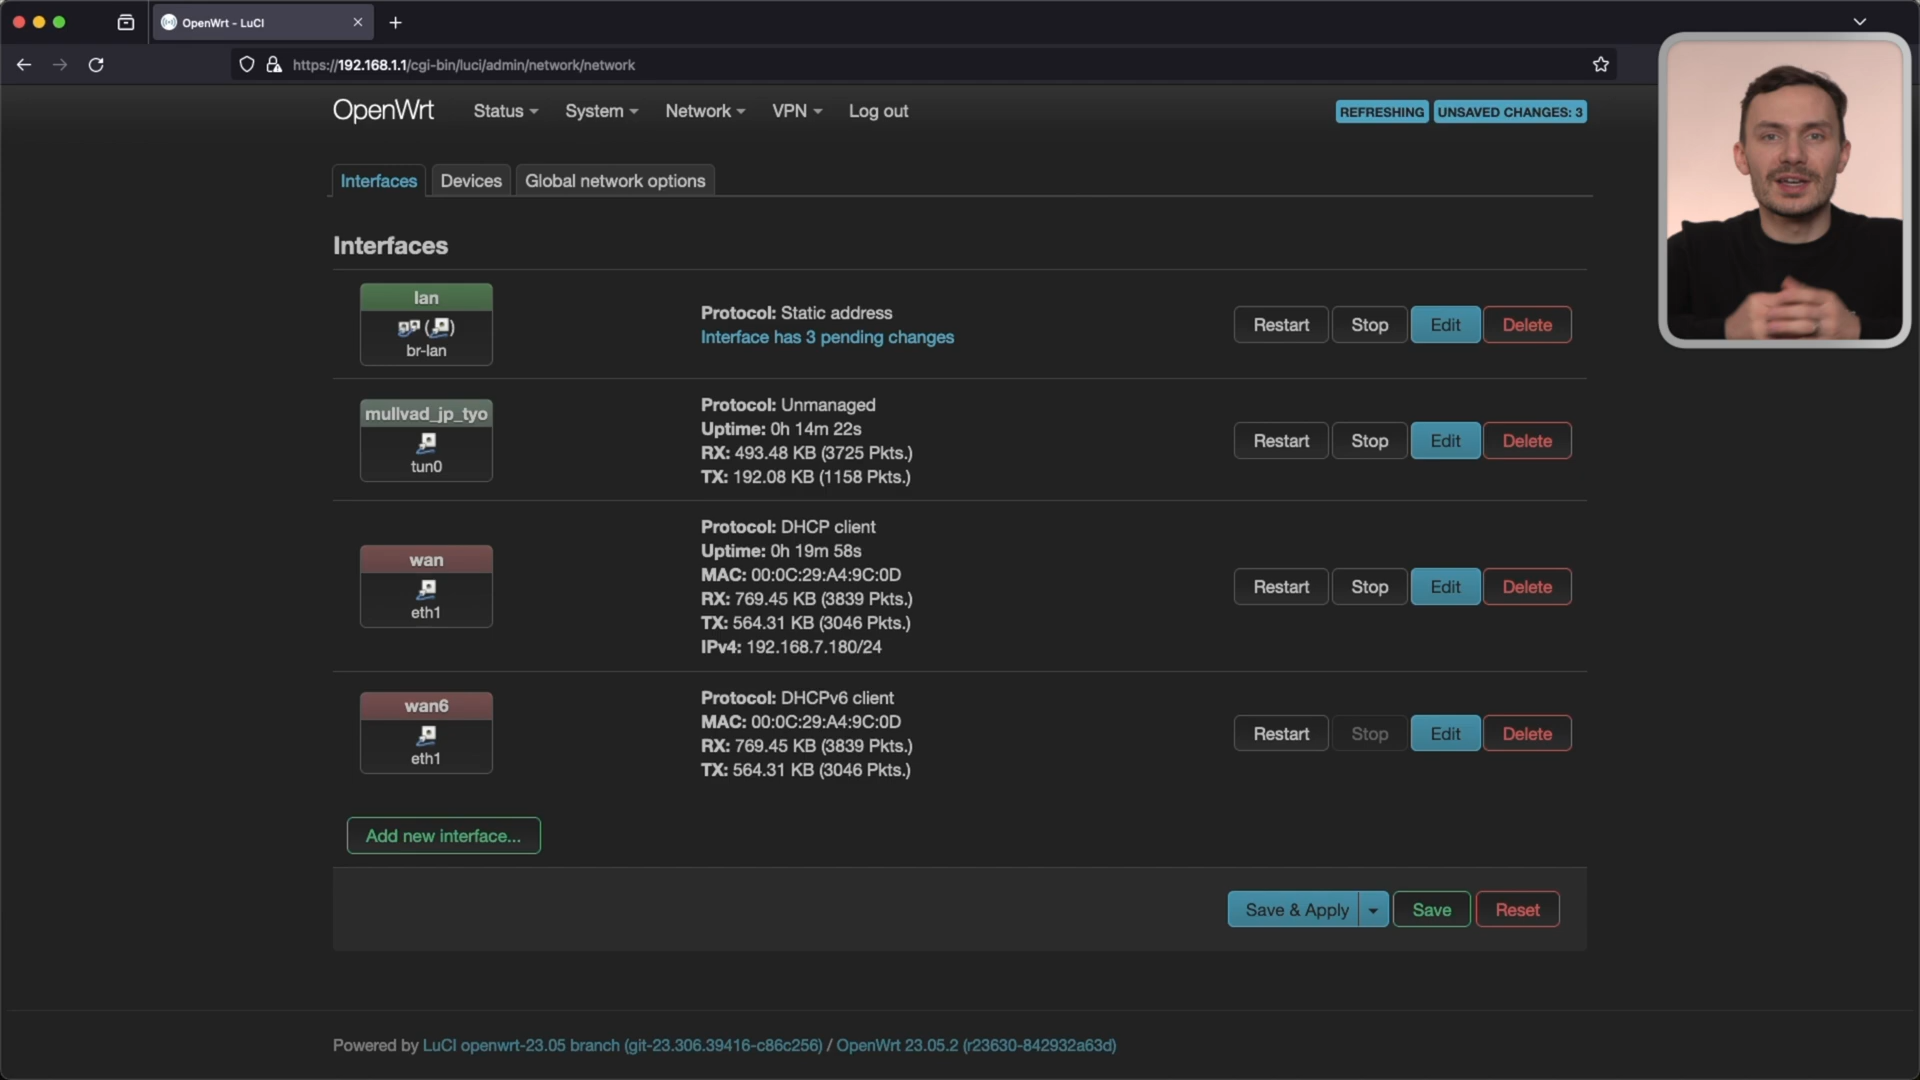 OpenWrt - LuCI
https://192.168.1.1/cgi-bin/luci/admin/network/network
OpenWrt Status System Network VPN Log out REFRESHING UNSAVED CHANGES: 3
Interfaces Devices Global network options
Interfaces
lan
br-lan
Protocol: Static address
Interface has 3 pending changes
Restart Stop Edit Delete
mullvad_jp_tyo
tun0
Protocol: Unmanaged
Uptime: 0h 14m 22s
RX: 493.48 KB (3725 Pkts.)
TX: 192.08 KB (1158 Pkts.)
Restart Stop Edit Delete
wan
eth1
Protocol: DHCP client
Uptime: 0h 19m 58s
MAC: 00:0C:29:A4:9C:0D
RX: 769.45 KB (3839 Pkts.)
TX: 564.31 KB (3046 Pkts.)
IPv4: 192.168.7.180/24
Restart Stop Edit Delete
wan6
eth1
Protocol: DHCPv6 client
MAC: 00:0C:29:A4:9C:0D
RX: 769.45 KB (3839 Pkts.)
TX: 564.31 KB (3046 Pkts.)
Restart Stop Edit Delete
Add new interface...
Save & Apply Save Reset
Powered by LuCI openwrt-23.05 branch (git-23.306.39416-c86c256) / OpenWrt 23.05.2 (r23630-842932a63d)